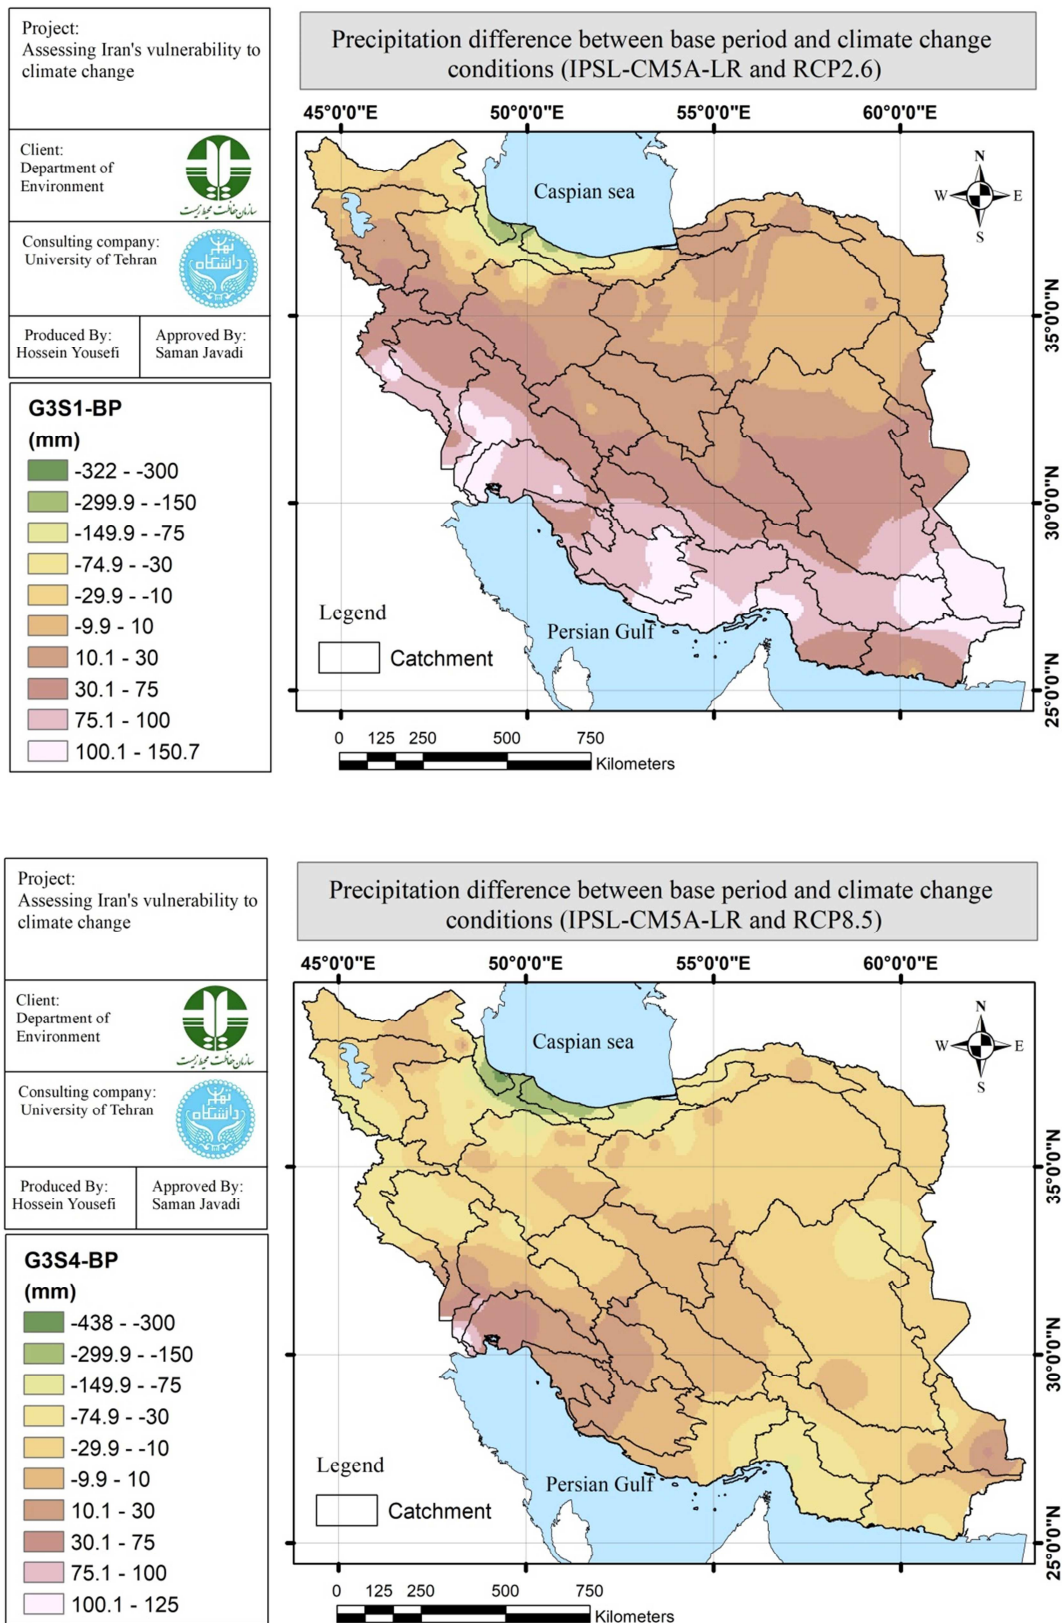 Project:
Assessing Iran's vulnerability to
climate change
Client:
Department of
Environment
سازمان حفاظت محیط زیست
Consulting company:
University of Tehran
Produced By:
Hossein Yousefi
Approved By:
Saman Javadi
G3S1-BP
(mm)
-322 - -300
-299.9 - -150
-149.9 - -75
-74.9 - -30
-29.9 - -10
-9.9 - 10
10.1 - 30
30.1 - 75
75.1 - 100
100.1 - 150.7
Precipitation difference between base period and climate change
conditions (IPSL-CM5A-LR and RCP2.6)
45°0'0"E 50°0'0"E 55°0'0"E 60°0'0"E
Caspian sea
N
W E
S
35°0'0"N
30°0'0"N
25°0'0"N
Persian Gulf
Legend
Catchment
0 125 250 500 750
Kilometers
Project:
Assessing Iran's vulnerability to
climate change
Client:
Department of
Environment
سازمان حفاظت محیط زیست
Consulting company:
University of Tehran
Produced By:
Hossein Yousefi
Approved By:
Saman Javadi
G3S4-BP
(mm)
-438 - -300
-299.9 - -150
-149.9 - -75
-74.9 - -30
-29.9 - -10
-9.9 - 10
10.1 - 30
30.1 - 75
75.1 - 100
100.1 - 125
Precipitation difference between base period and climate change
conditions (IPSL-CM5A-LR and RCP8.5)
45°0'0"E 50°0'0"E 55°0'0"E 60°0'0"E
Caspian sea
N
W E
S
35°0'0"N
30°0'0"N
25°0'0"N
Persian Gulf
Legend
Catchment
0 125 250 500 750
Kilometers